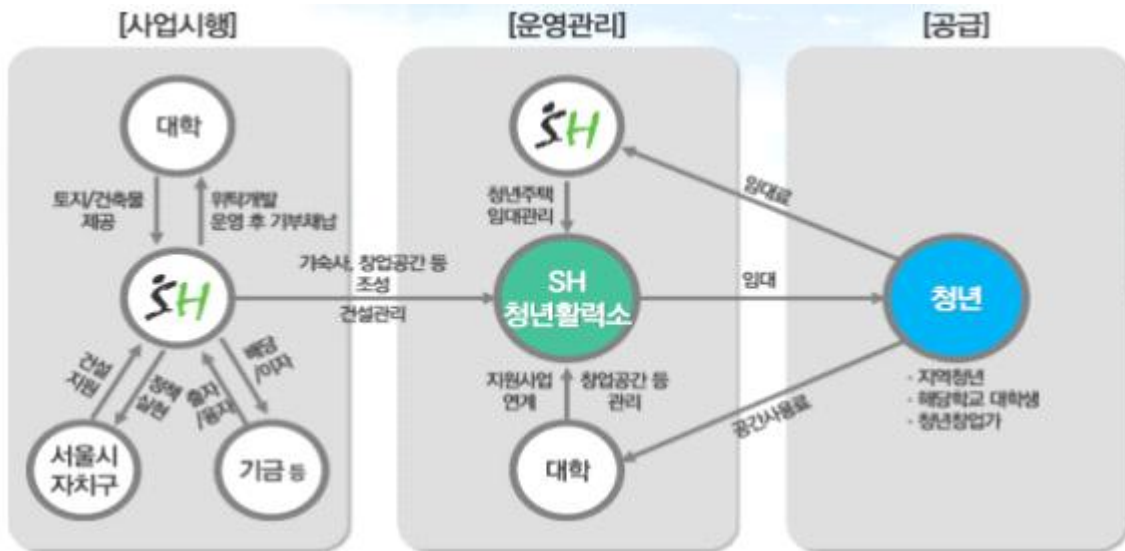 [사업시행]
대학
토지/건축물
제공
위탁개발
운영 후 기부채납
SH
건설
지원
정책
실현
출자
/융자
배당
/이자
서울시
자치구
기금 등
기숙사, 창업공간 등
조성
건설관리
[운영관리]
SH
청년주택
임대관리
SH
청년활력소
지원사업
연계
창업공간 등
관리
대학
임대료
임대
공간사용료
[공급]
청년
· 지역청년
· 해당학교 대학생
· 청년창업가